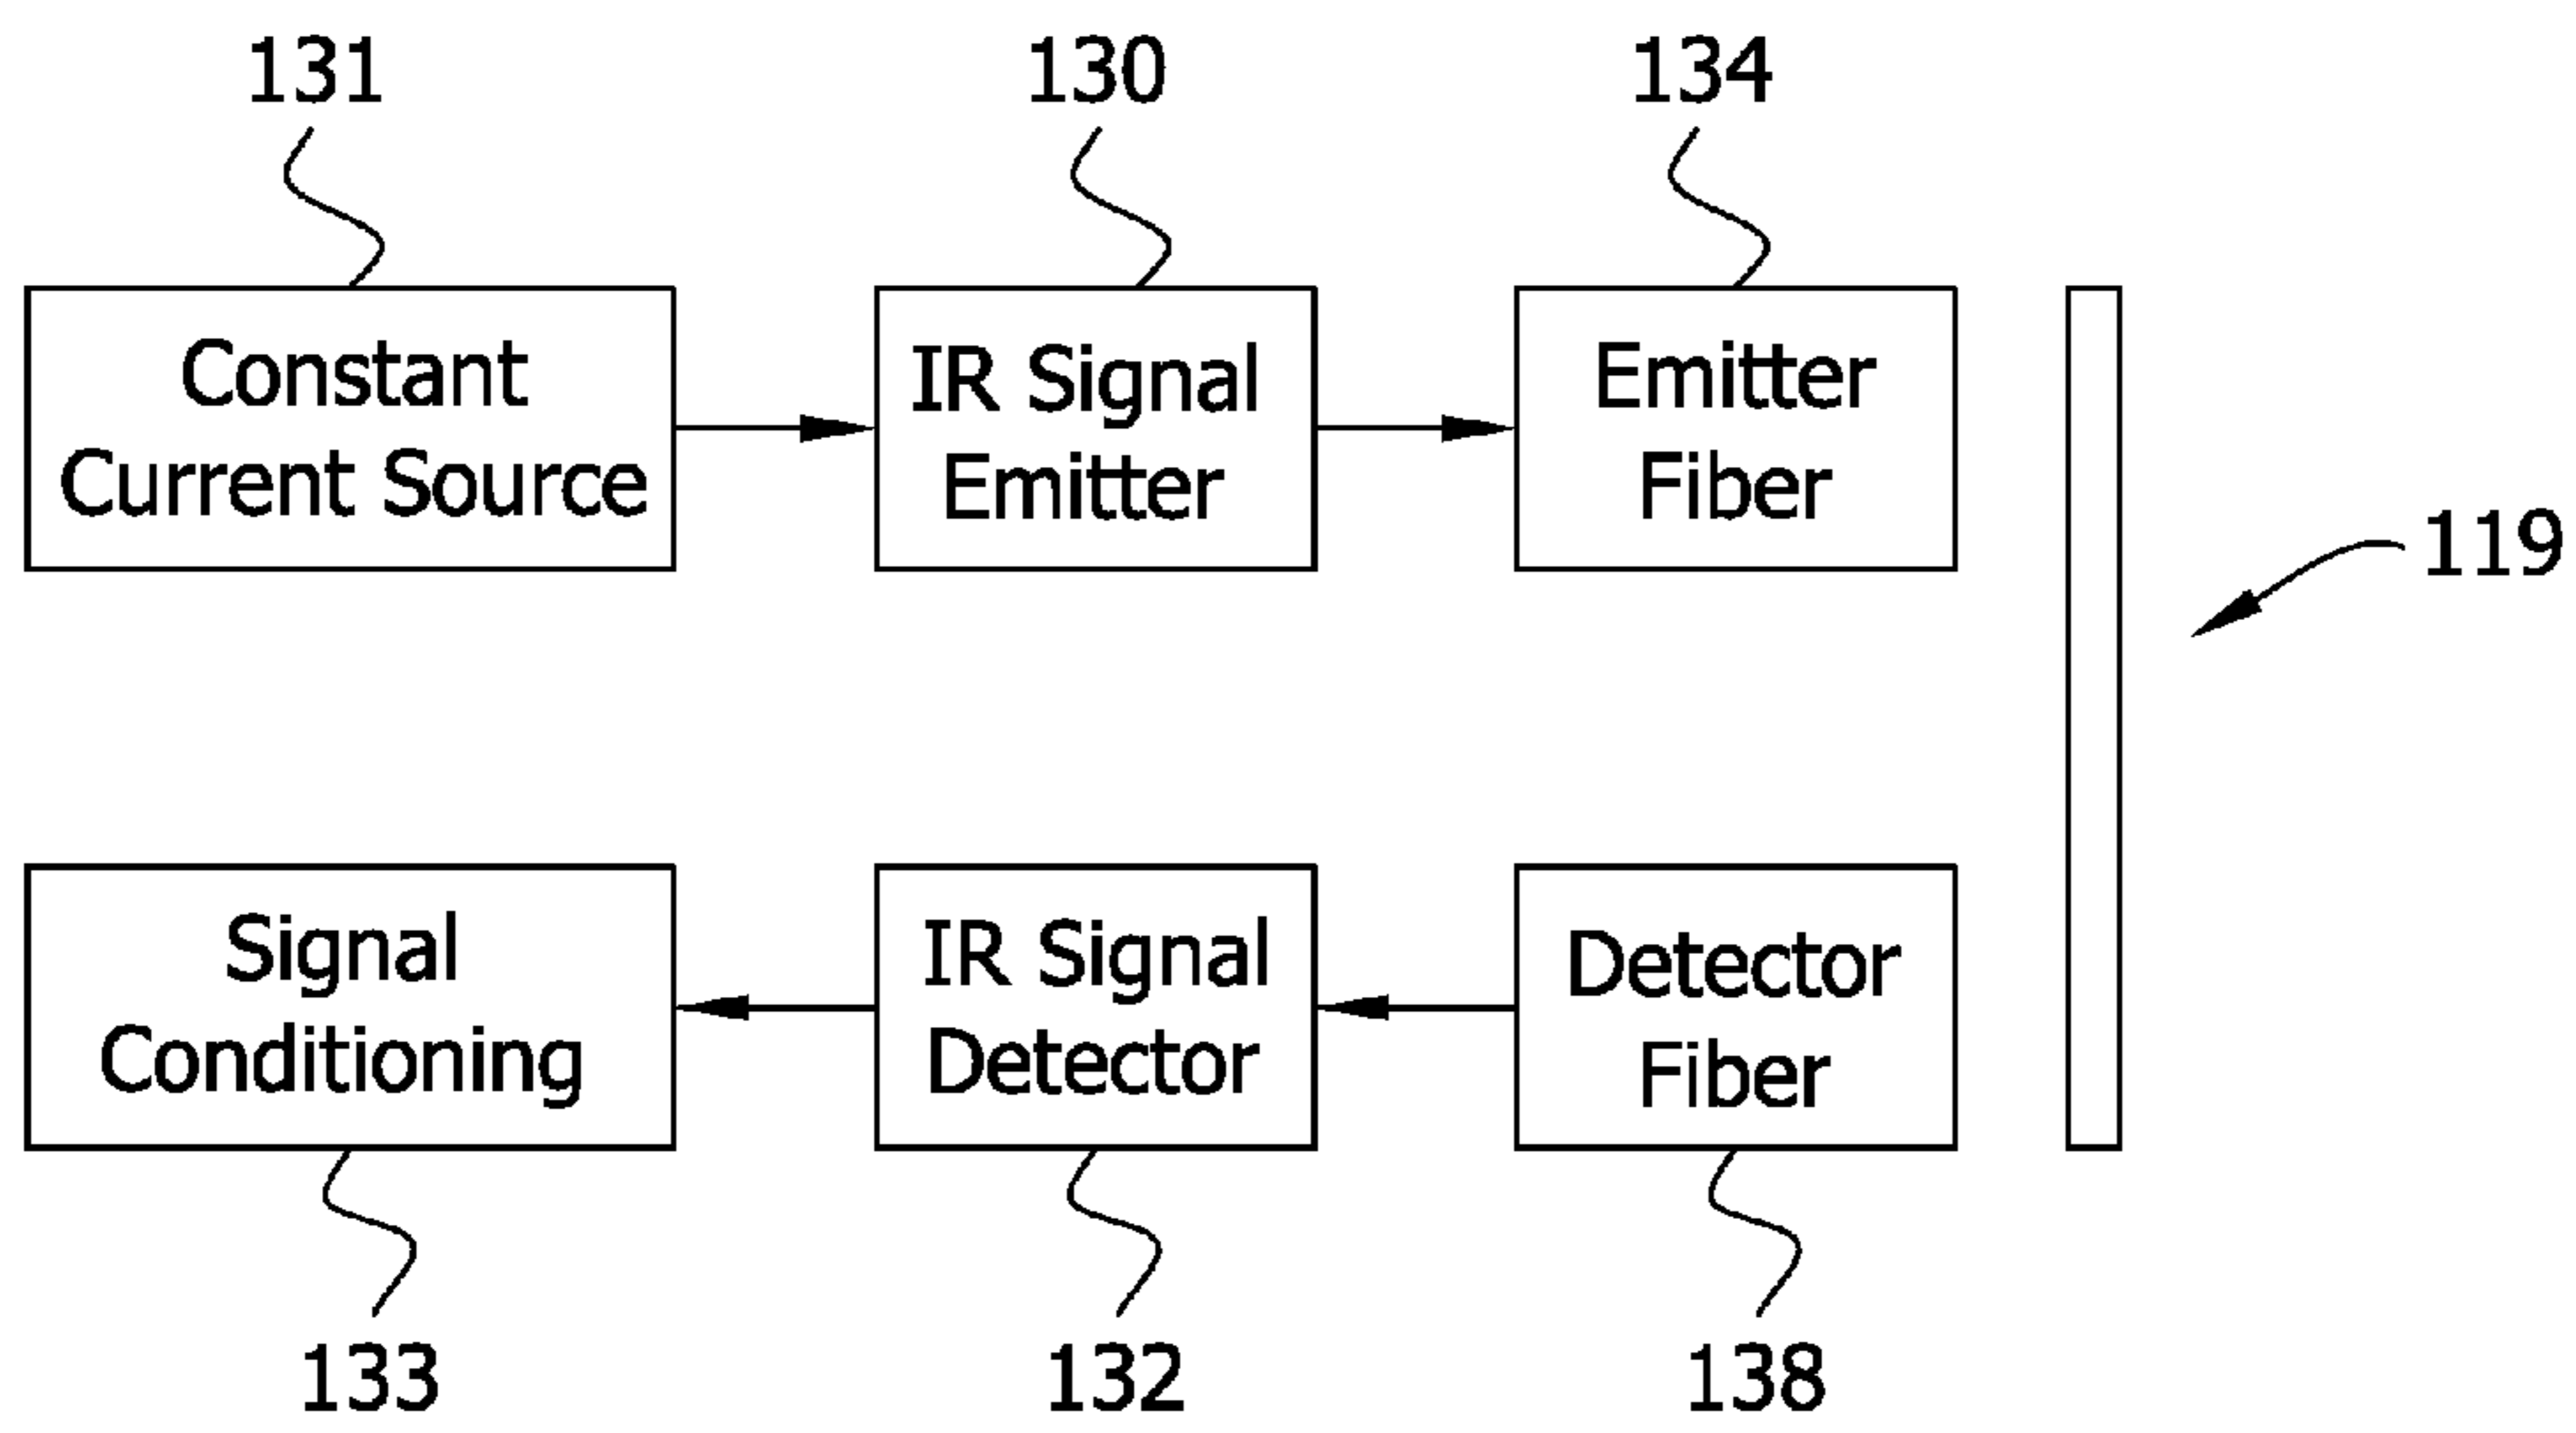 131
130
134
Constant
Current Source
IR Signal
Emitter
Emitter
Fiber
119
Signal
Conditioning
IR Signal
Detector
Detector
Fiber
133
132
138